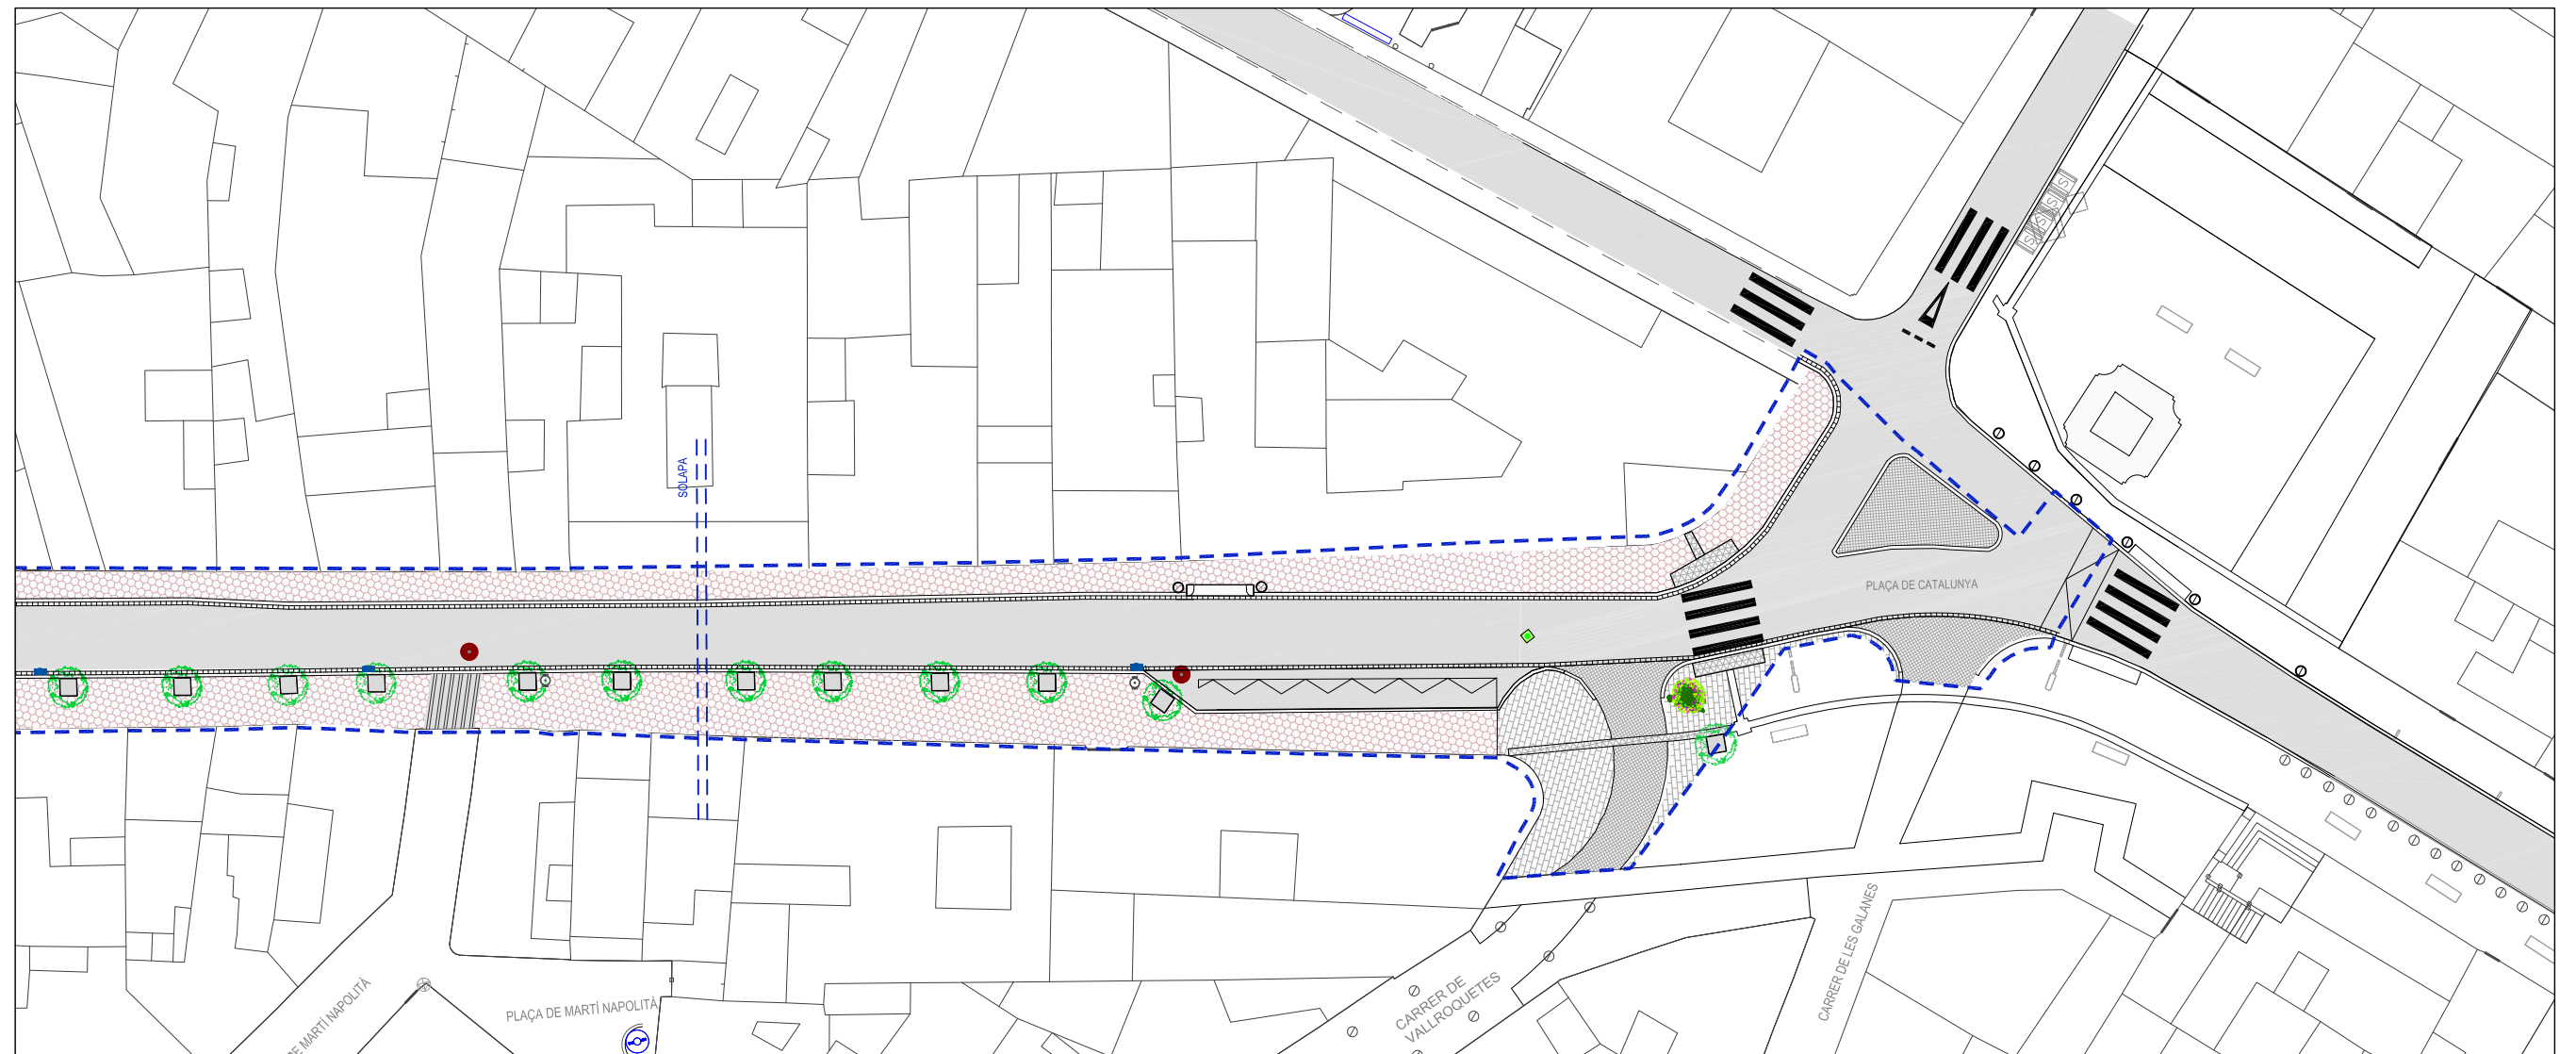 SOLAPA
PLAÇA DE CATALUNYA
DE MARTÍ NAPOLITÀ
PLAÇA DE MARTÍ NAPOLITÀ
CARRER DE
VALLROQUETES
CARRER DE LES GALANES